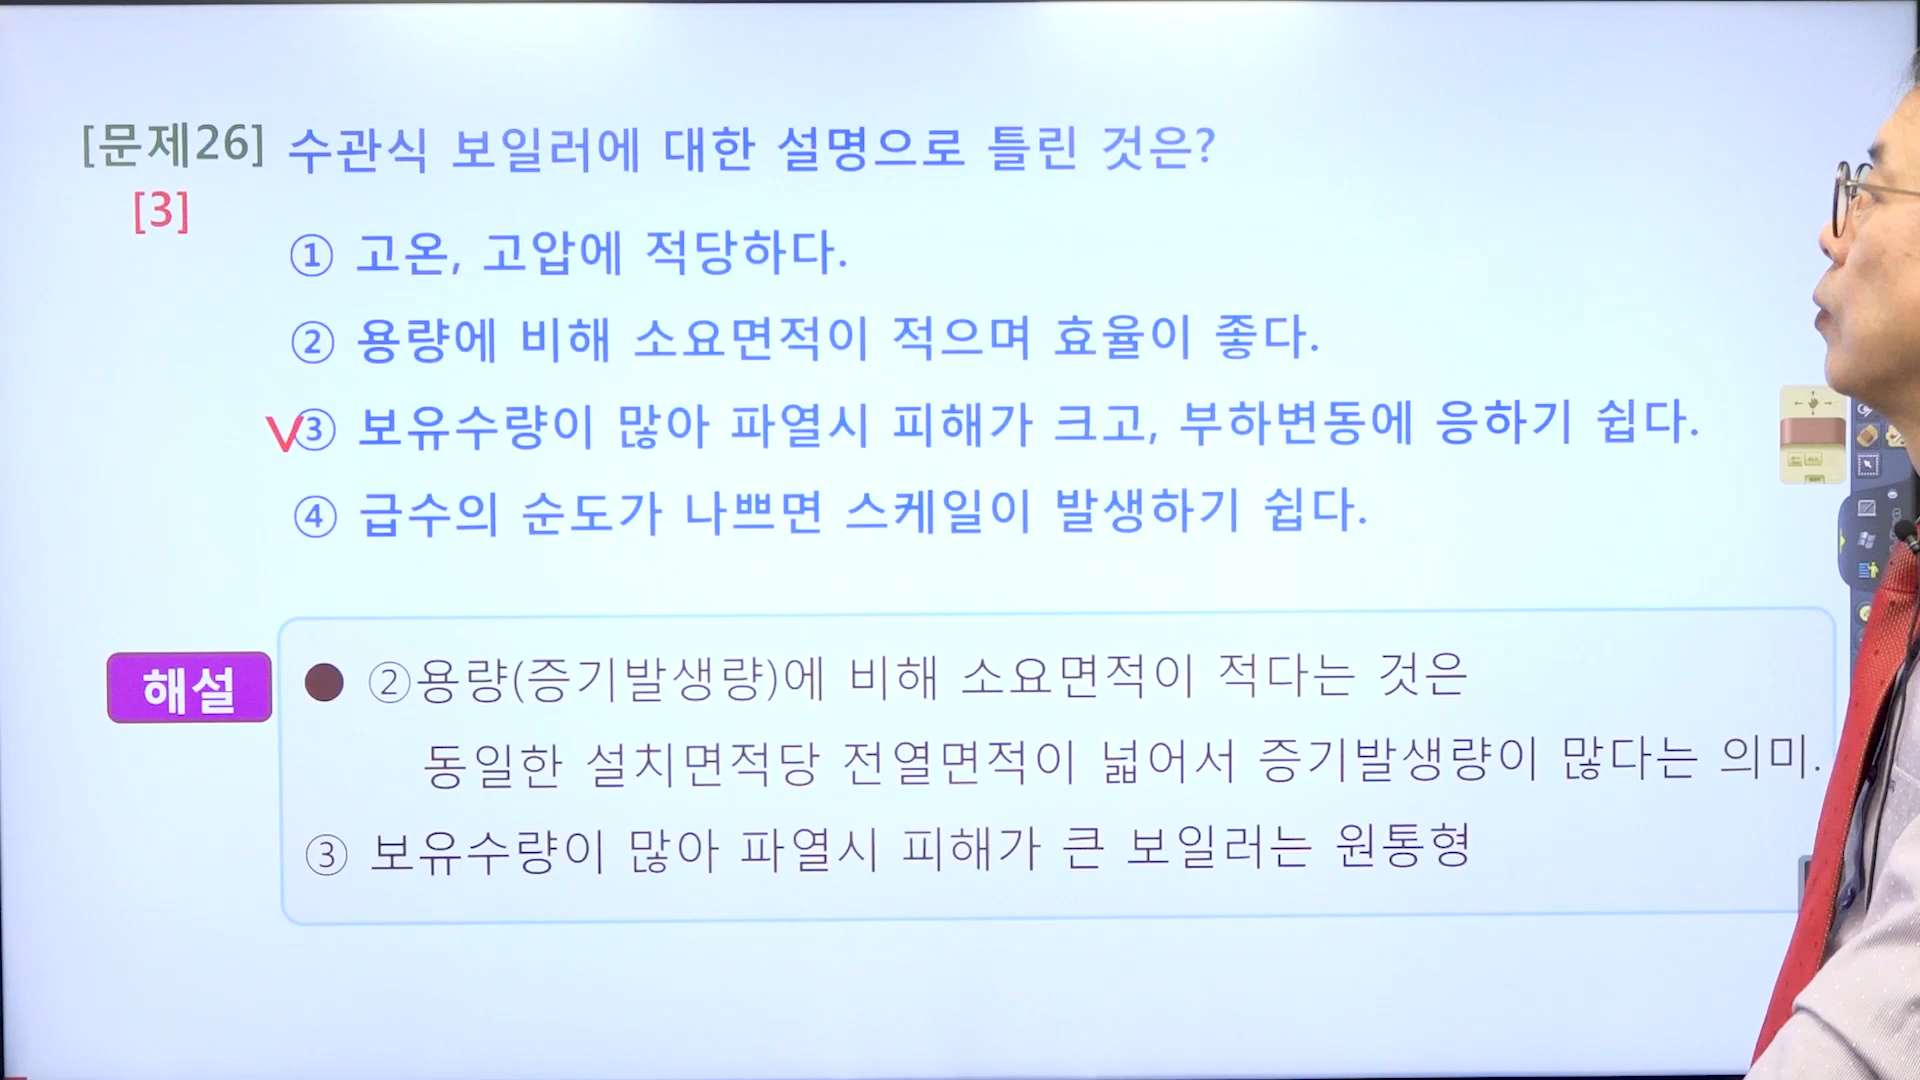 [문제26] 수관식 보일러에 대한 설명으로 틀린 것은?
[3]
① 고온, 고압에 적당하다.
② 용량에 비해 소요면적이 적으며 효율이 좋다.
V③ 보유수량이 많아 파열시 피해가 크고, 부하변동에 응하기 쉽다.
④ 급수의 순도가 나쁘면 스케일이 발생하기 쉽다.
해설
● ②용량(증기발생량)에 비해 소요면적이 적다는 것은
동일한 설치면적당 전열면적이 넓어서 증기발생량이 많다는 의미.
③ 보유수량이 많아 파열시 피해가 큰 보일러는 원통형